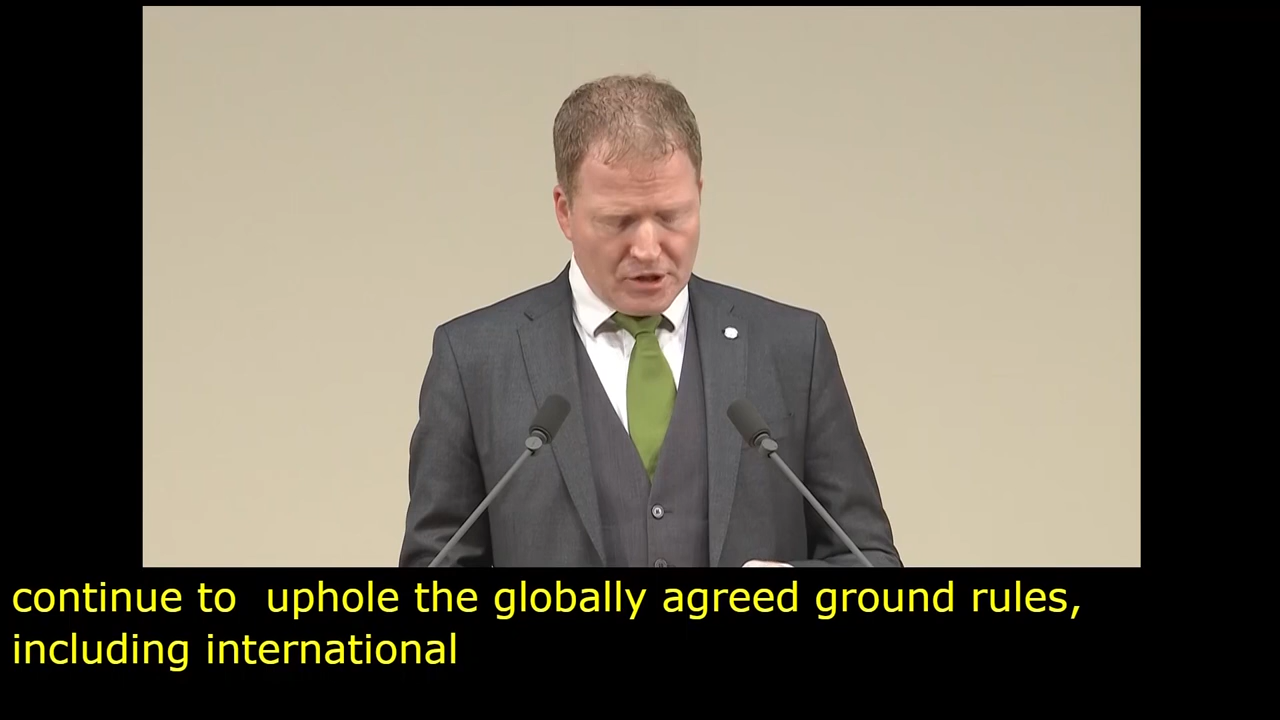 continue to  uphole the globally agreed ground rules,
including international